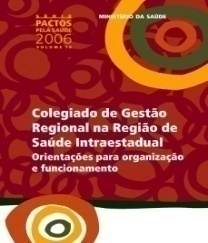 SÉRIE
PACTOS
PELA SAÚDE
2006
VOLUME 10
MINISTÉRIO DA SAÚDE
Colegiado de Gestão
Regional na Região de
Saúde Intraestadual
Orientações para organização
e funcionamento